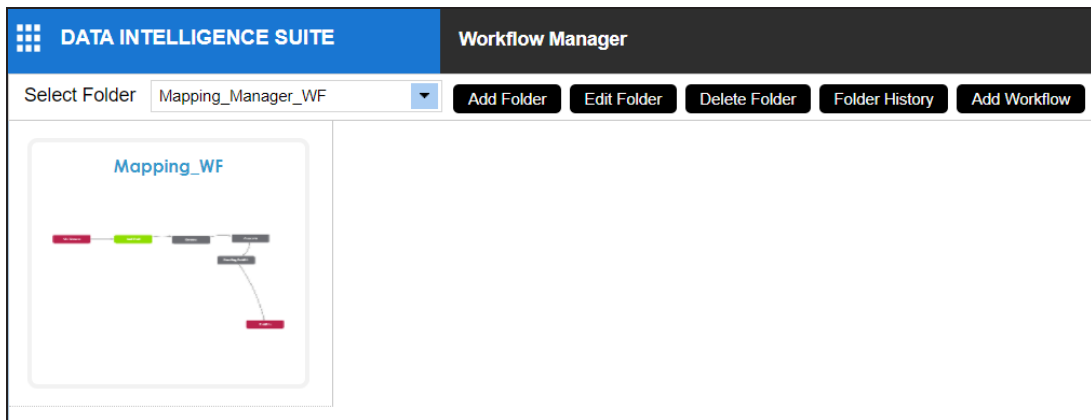 DATA INTELLIGENCE SUITE
Workflow Manager
Select Folder
Mapping_Manager_WF
Add Folder
Edit Folder
Delete Folder
Folder History
Add Workflow
Mapping_WF